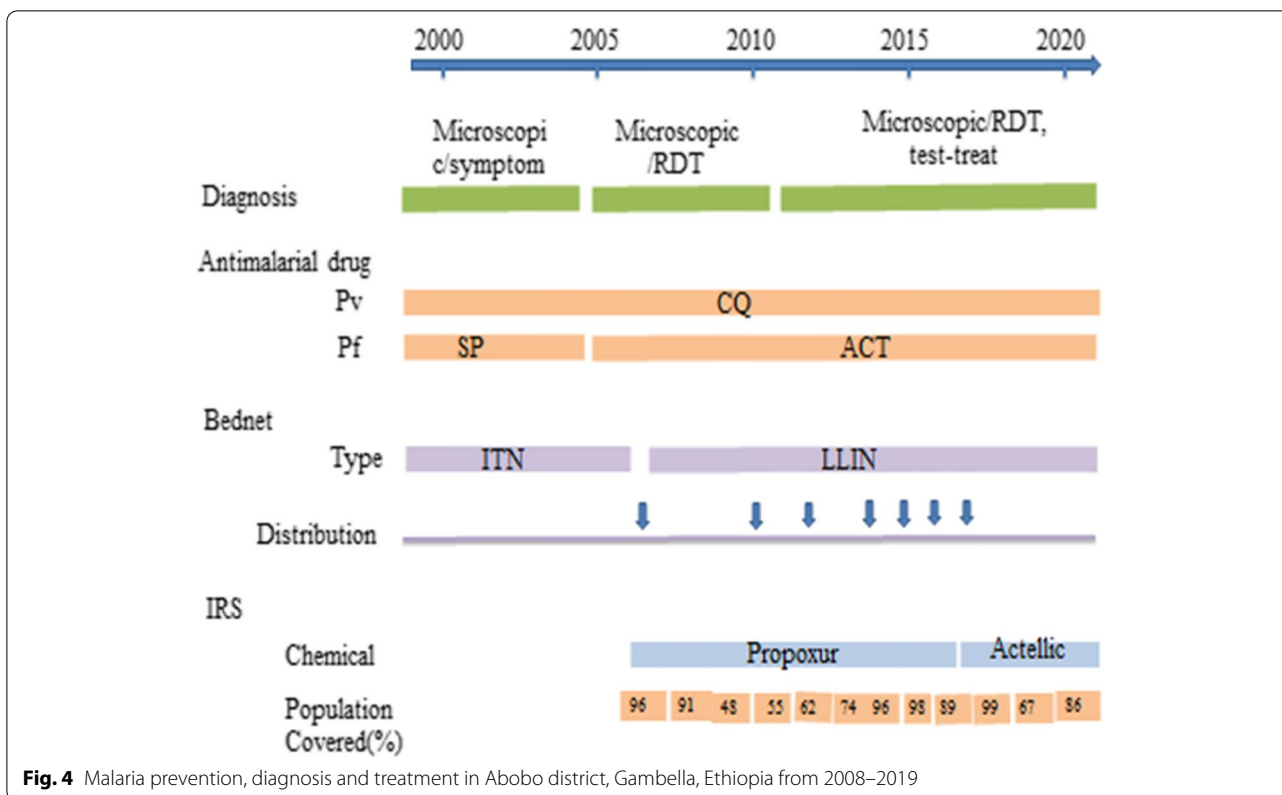 2000 2005 2010 2015 2020
Microscopi
c/symptom
Microscopic
/RDT
Microscopic/RDT,
test-treat
Diagnosis
Antimalarial drug
Pv CQ
Pf SP ACT
Bednet
Type ITN LLIN
Distribution
IRS
Chemical Propoxur Actellic
Population
Covered(%)
96 91 48 55 62 74 96 98 89 99 67 86
Fig. 4 Malaria prevention, diagnosis and treatment in Abobo district, Gambella, Ethiopia from 2008–2019